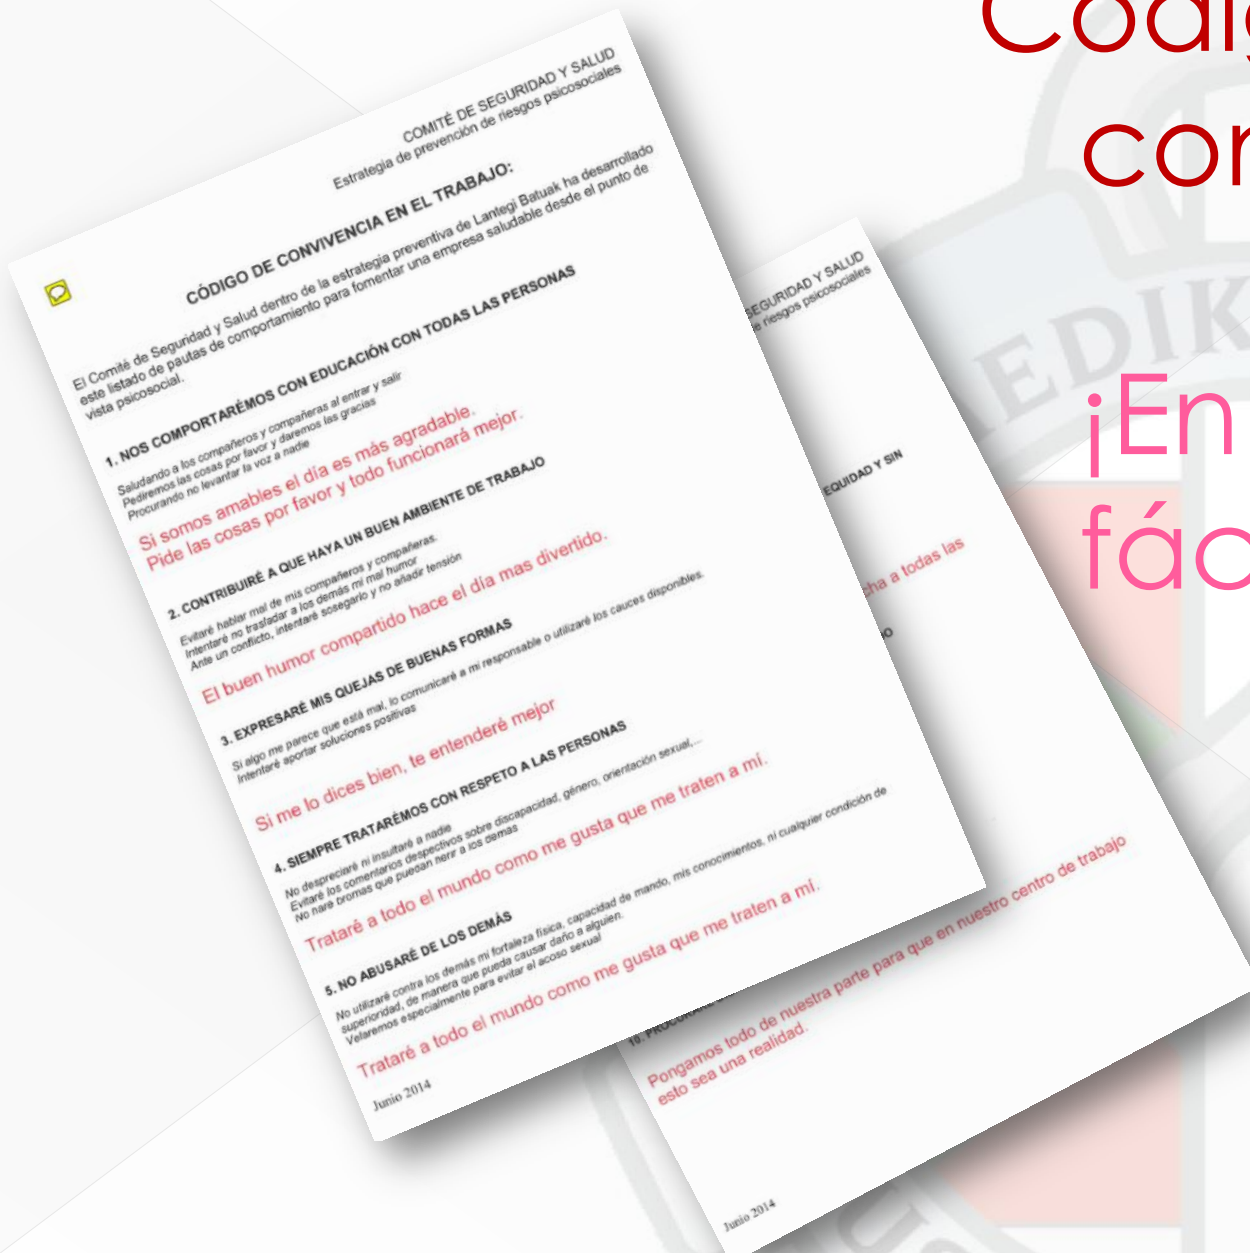 COMITÉ DE SEGURIDAD Y SALUD
Estrategia de prevención de riesgos psicosociales
CÓDIGO DE CONVIVENCIA EN EL TRABAJO:
El Comité de Seguridad y Salud dentro de la estrategia preventiva de Lantegi Batuak ha desarrollado
este listado de pautas de comportamiento para fomentar una empresa saludable desde el punto de
vista psicosocial.
1. NOS COMPORTARÉMOS CON EDUCACIÓN CON TODAS LAS PERSONAS
Saludando a los compañeros y compañeras al entrar y salir
Pediremos las cosas por favor y daremos las gracias
Procurando no levantar la voz a nadie
Si somos amables el día es más agradable.
Pide las cosas por favor y todo funcionará mejor.
2. CONTRIBUIRÉ A QUE HAYA UN BUEN AMBIENTE DE TRABAJO
Evitaré hablar mal de mis compañeros y compañeras.
Intentaré no trasladar a los demás mi mal humor
Ante un conflicto, intentaré sosegarlo y no añadir tensión
El buen humor compartido hace el día mas divertido.
3. EXPRESARÉ MIS QUEJAS DE BUENAS FORMAS
Si algo me parece que está mal, lo comunicaré a mi responsable o utilizaré los cauces disponibles.
Intentaré aportar soluciones positivas
Si me lo dices bien, te entenderé mejor
4. SIEMPRE TRATARÉMOS CON RESPETO A LAS PERSONAS
No despreciaré ni insultaré a nadie
Evitaré los comentarios despectivos sobre discapacidad, género, orientación sexual,...
No haré bromas que puedan herir a los demas
Trataré a todo el mundo como me gusta que me traten a mí.
5. NO ABUSARÉ DE LOS DEMÁS
No utilizaré contra los demás mi fortaleza física, capacidad de mando, mis conocimientos, ni cualquier condición de
superioridad, de manera que pueda causar daño a alguien.
Velaremos especialmente para evitar el acoso sexual
Trataré a todo el mundo como me gusta que me traten a mí.
Junio 2014
SEGURIDAD Y SALUD
e riesgos psicosociales
EQUIDAD Y SIN
cha a todas las
10.
Pongamos todo de nuestra parte para que en nuestro centro de trabajo
esto sea una realidad.
Junio 2014
Códig
con
¡En
fác
EDIK